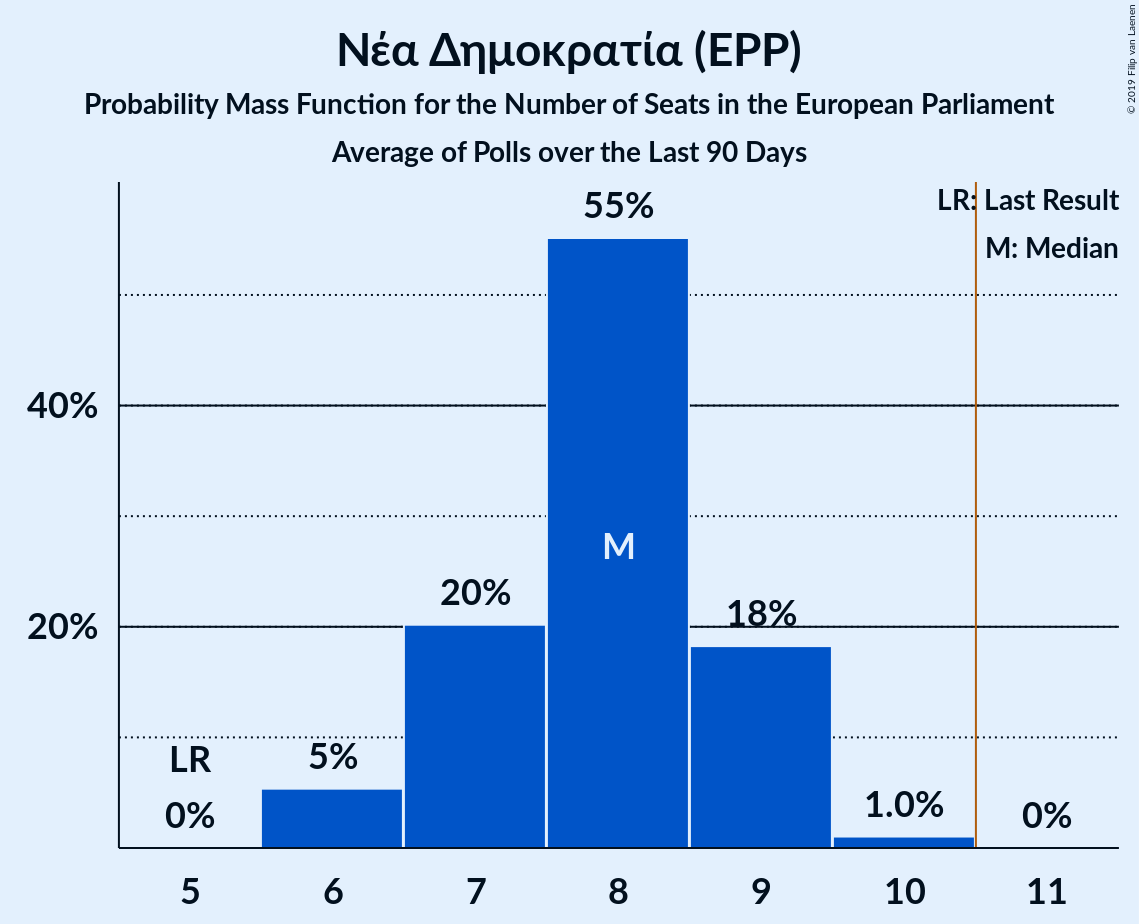 Νέα Δημοκρατία (EPP)
Probability Mass Function for the Number of Seats in the European Parliament
Average of Polls over the Last 90 Days
© 2019 Filip van Laenen
LR: Last Result
M: Median
55%
40%
M
20%
20%
18%
LR
5%
0%
1.0%
0%
5 6 7 8 9 10 11